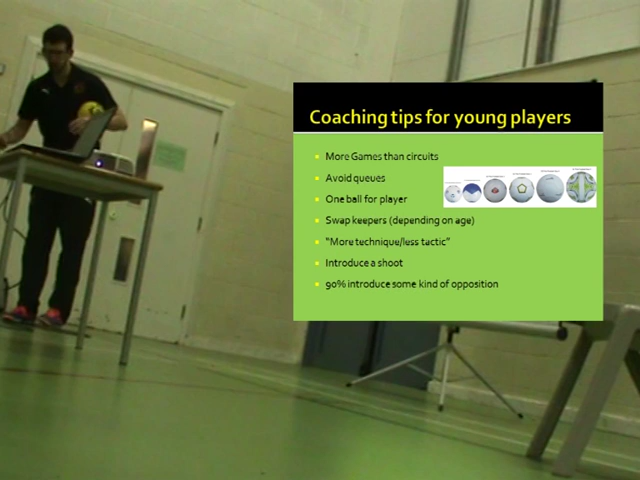 Coaching tips for young players
More Games than circuits
Avoid queues
One ball for player
Swap keepers (depending on age)
"More technique/less tactic"
Introduce a shoot
90% introduce some kind of opposition